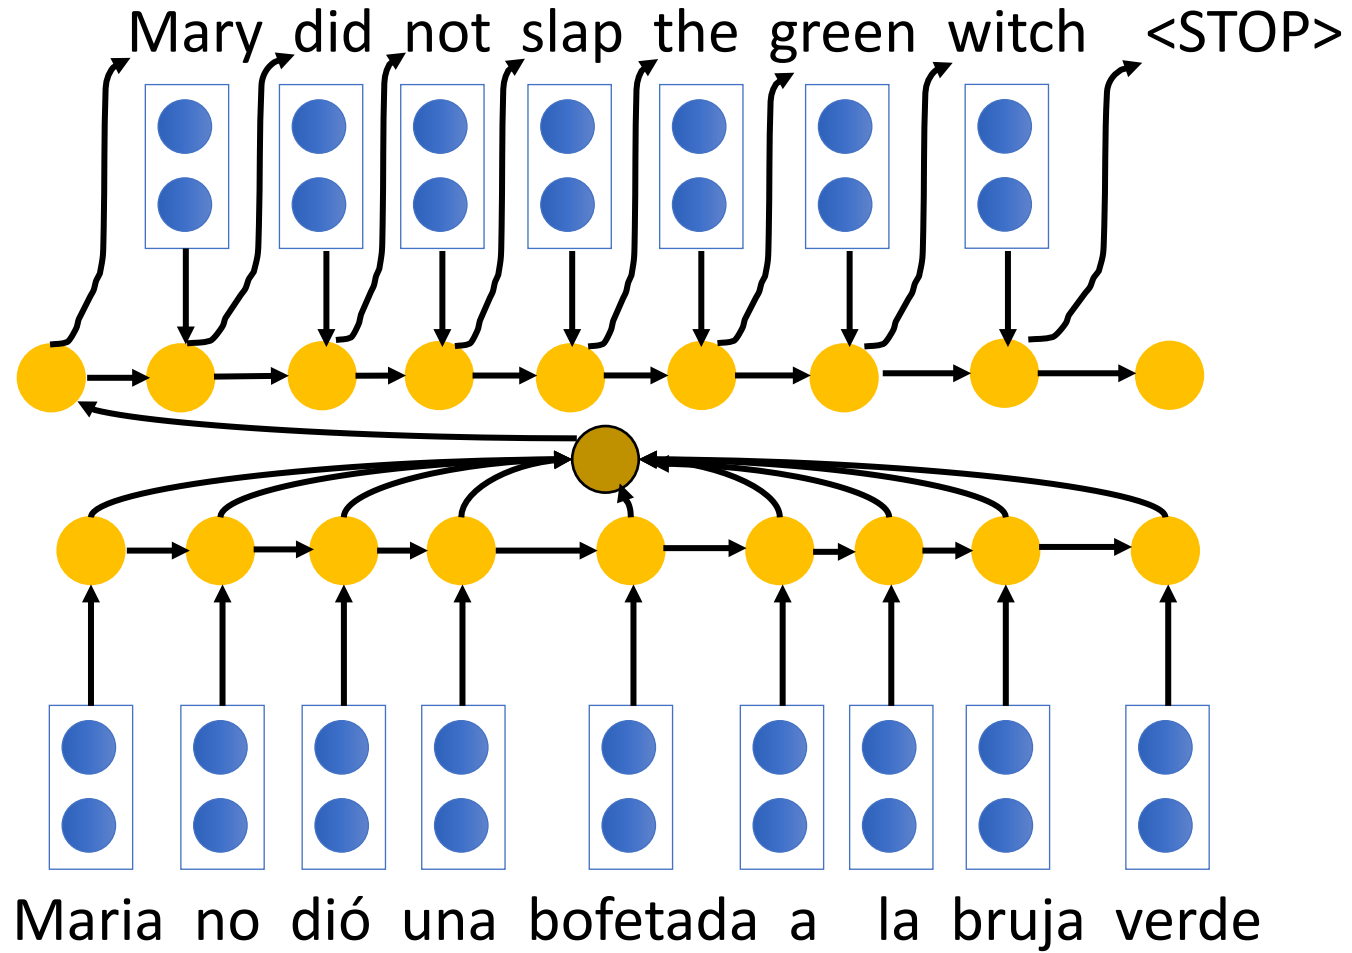 Mary did not slap the green witch <STOP>
Maria no dió una bofetada a la bruja verde